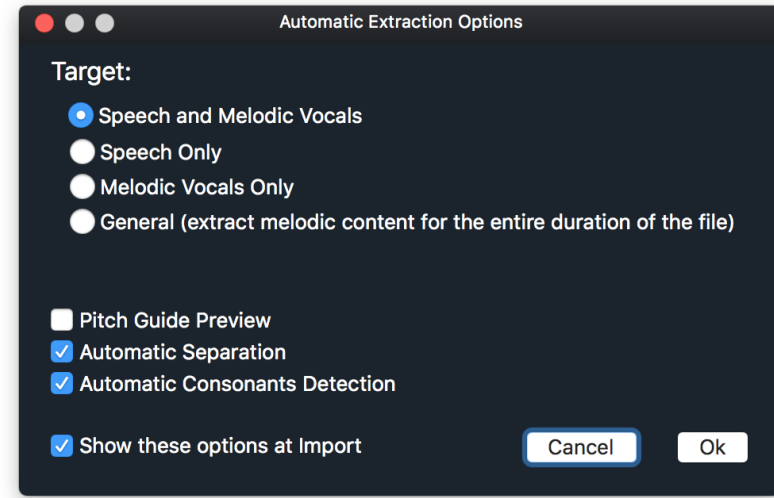 Automatic Extraction Options
Target:
Speech and Melodic Vocals
Speech Only
Melodic Vocals Only
General (extract melodic content for the entire duration of the file)
Pitch Guide Preview
Automatic Separation
Automatic Consonants Detection
Show these options at Import
Cancel
Ok